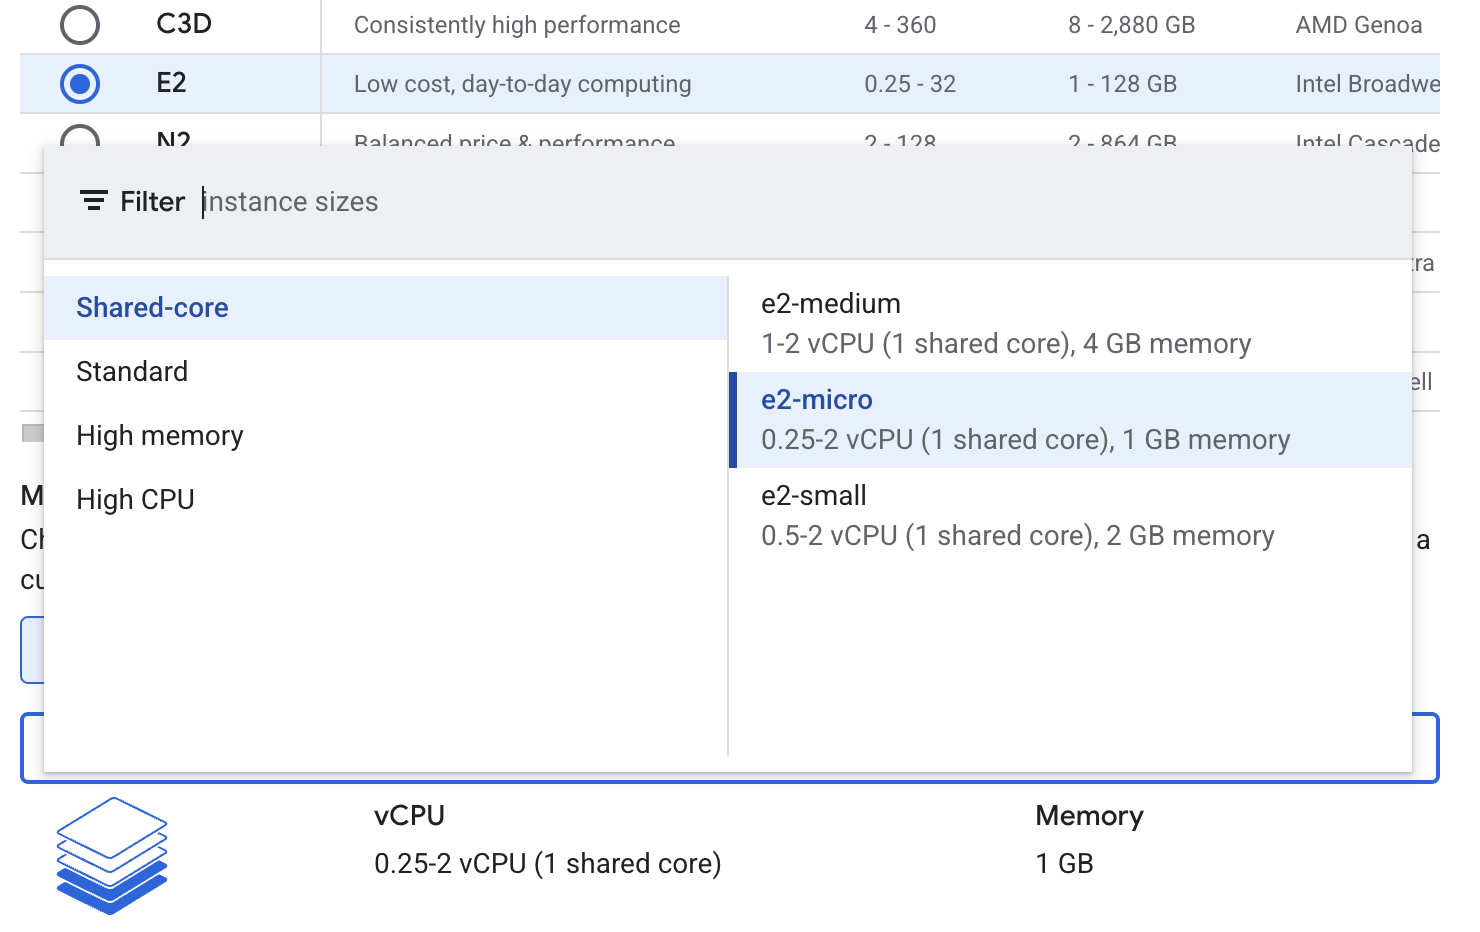 C3D Consistently high performance 4 - 360 8 - 2,880 GB AMD Genoa
E2 Low cost, day-to-day computing 0.25 - 32 1 - 128 GB Intel Broadwe
N2 Balanced price & performance 2 - 128 2 - 864 GB Intel Cascade
Filter instance sizes
Shared-core
Standard
High memory
High CPU
e2-medium
1-2 vCPU (1 shared core), 4 GB memory
e2-micro
0.25-2 vCPU (1 shared core), 1 GB memory
e2-small
0.5-2 vCPU (1 shared core), 2 GB memory
a
vCPU
0.25-2 vCPU (1 shared core)
Memory
1 GB